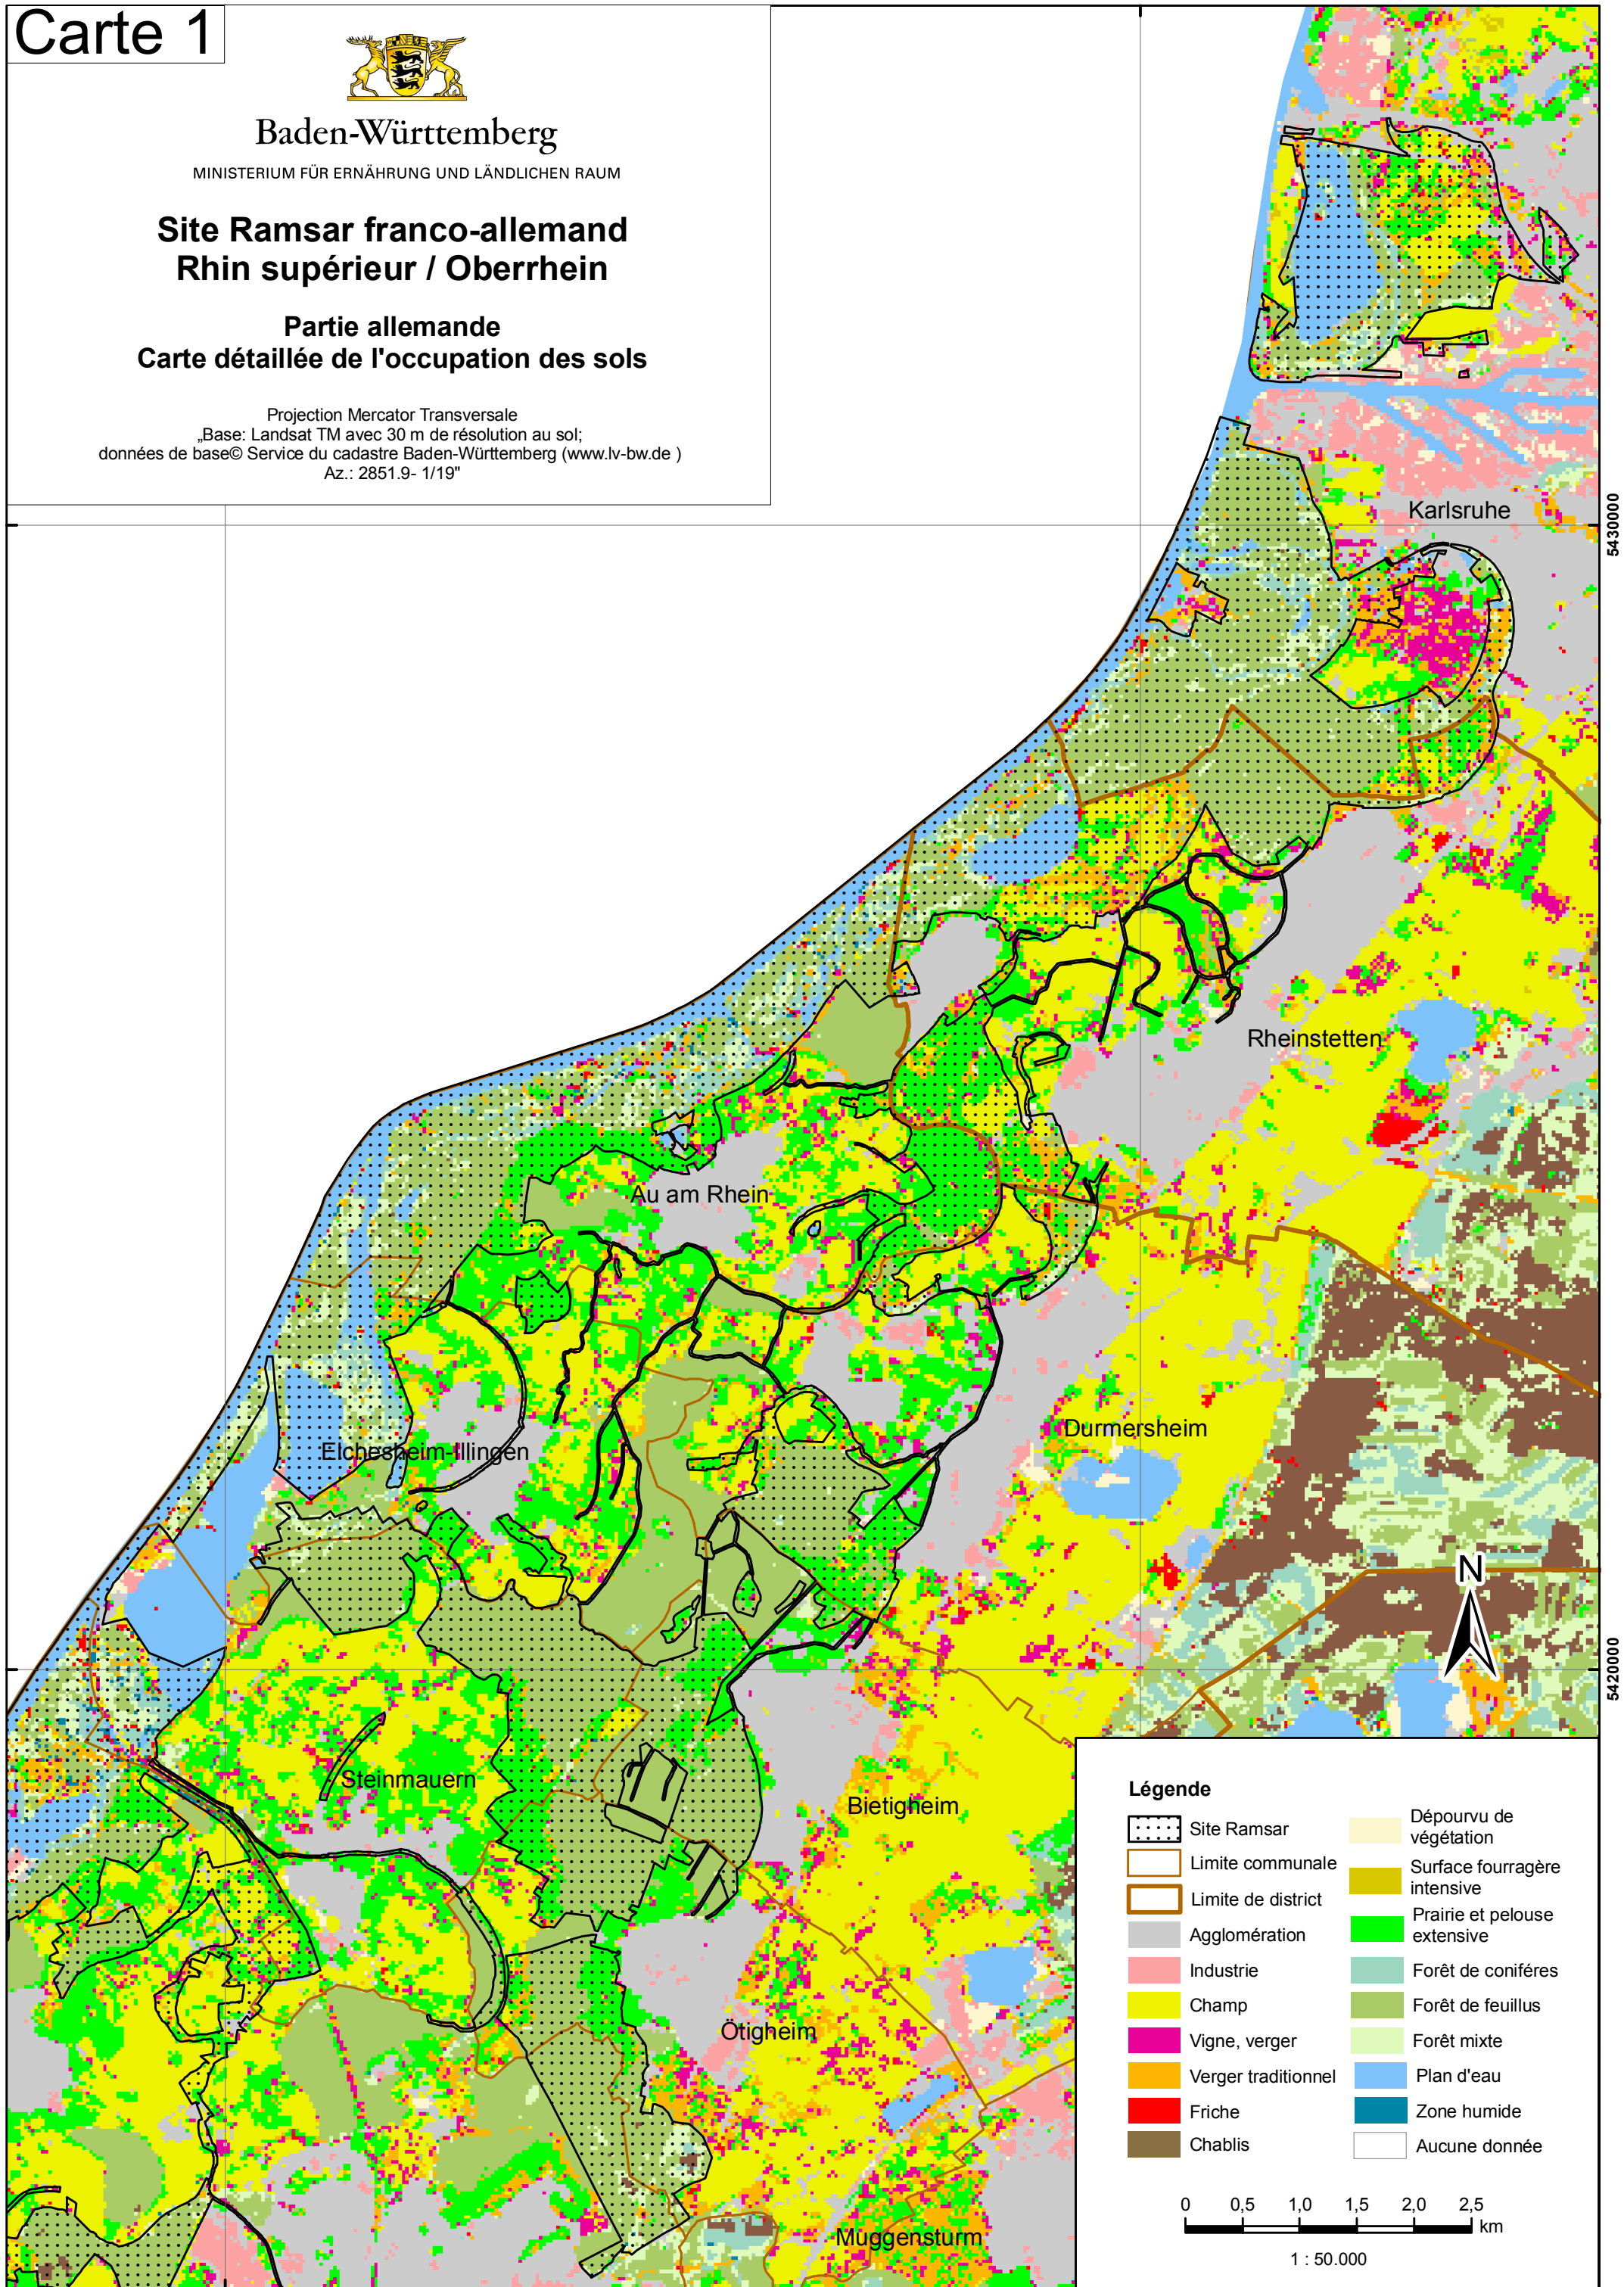 Carte 1
Baden-Württemberg
MINISTERIUM FÜR ERNÄHRUNG UND LÄNDLICHEN RAUM
Site Ramsar franco-allemand
Rhin supérieur / Oberrhein
Partie allemande
Carte détaillée de l'occupation des sols
Projection Mercator Transversale
„Base: Landsat TM avec 30 m de résolution au sol;
données de base© Service du cadastre Baden-Württemberg (www.lv-bw.de )
Az.: 2851.9- 1/19"
Karlsruhe
5430000
Rheinstetten
Au am Rhein
Durmersheim
Elchesheim-Illingen
N
5420000
Steinmauern
Bietigheim
Ötigheim
Muggensturm
Légende
Site Ramsar
Limite communale
Limite de district
Agglomération
Industrie
Champ
Vigne, verger
Verger traditionnel
Friche
Chablis
Dépourvu de
végétation
Surface fourragère
intensive
Prairie et pelouse
extensive
Forêt de coniféres
Forêt de feuillus
Forêt mixte
Plan d'eau
Zone humide
Aucune donnée
0 0,5 1,0 1,5 2,0 2,5
km
1 : 50.000